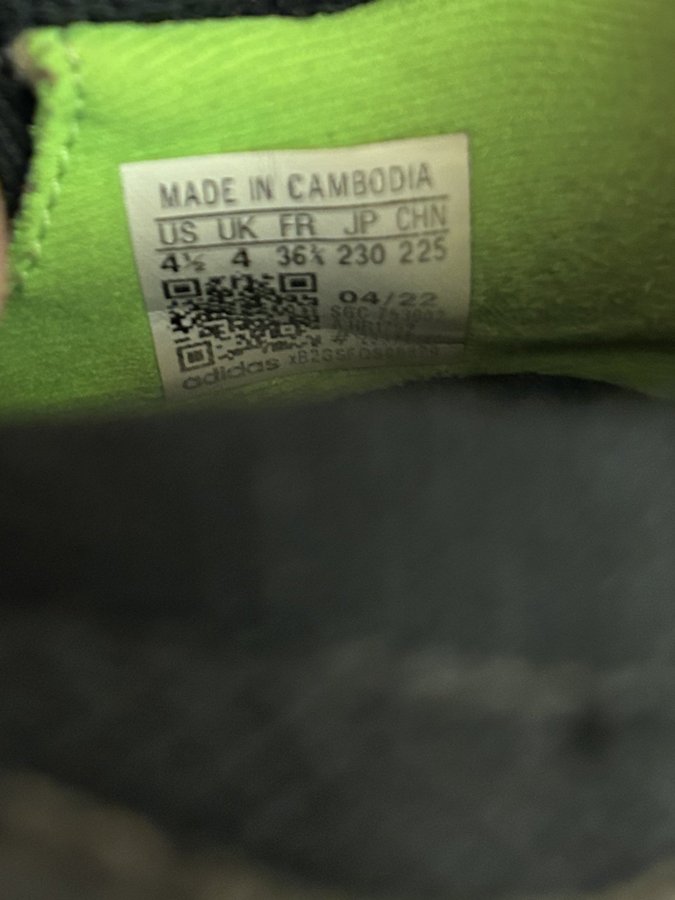 MADE IN CAMBODIA
US UK FR JP CHN
4½ 4 36⅔ 230 225
04/22
adidas